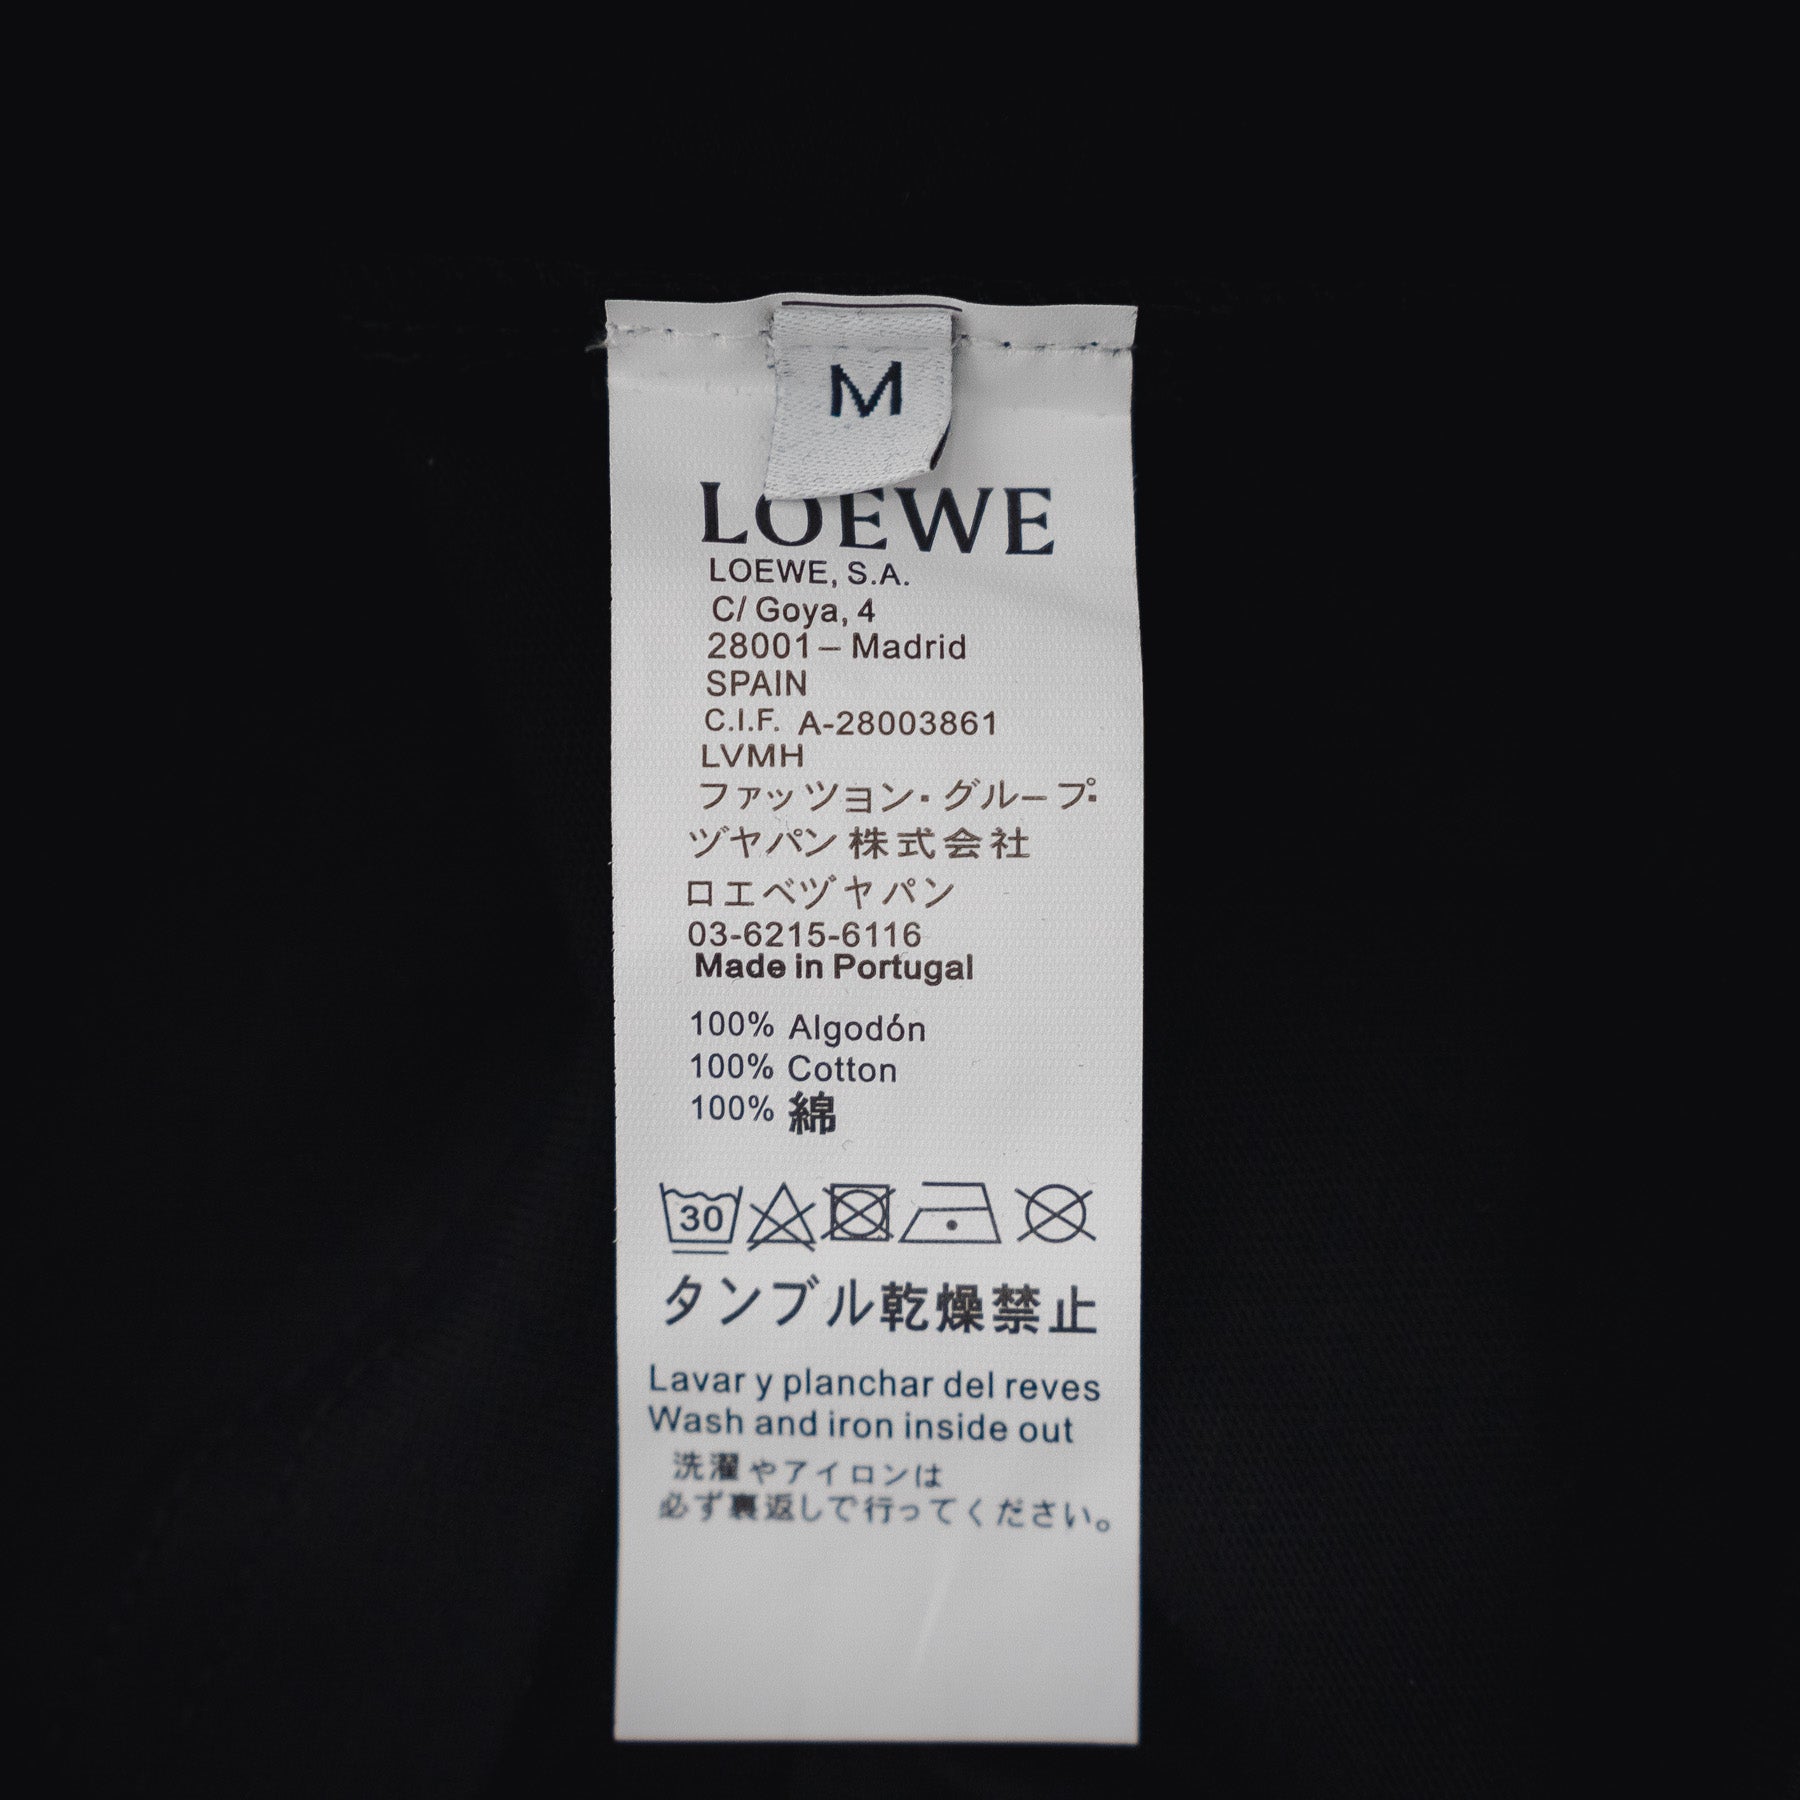 M
LOEWE
LOEWE, S.A.
C/ Goya, 4
28001 – Madrid
SPAIN
C.I.F. A-28003861
LVMH
ファッツョン・グループ・
ヅャパン 株式会社
ロエベヅャパン
03-6215-6116
Made in Portugal
100% Algodón
100% Cotton
100% 綿
30
タンブル乾燥禁止
Lavar y planchar del reves
Wash and iron inside out
洗濯やアイロンは
必ず裏返しで行ってください。